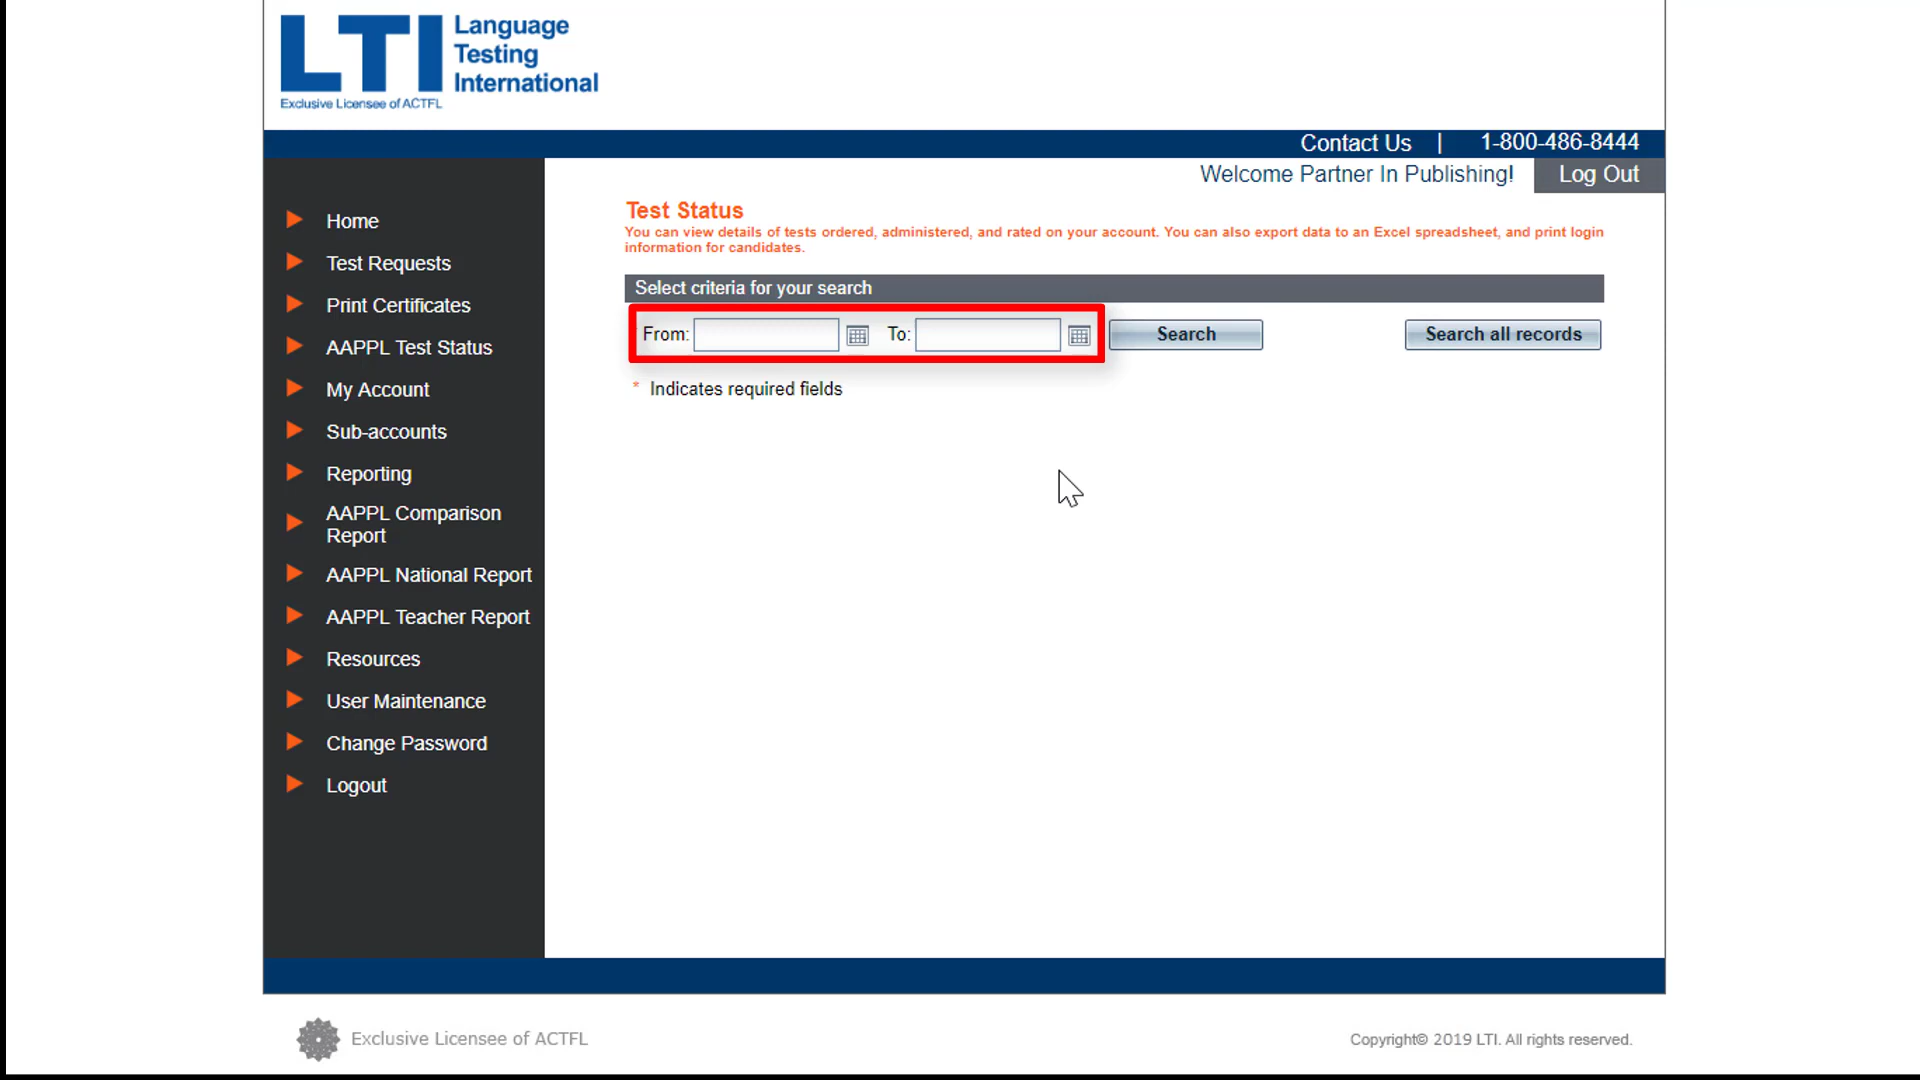 LTI
Language
Testing
International
Exclusive Licensee of ACTFL
Contact Us | 1-800-486-8444
Welcome Partner In Publishing! Log Out
Home
Test Requests
Print Certificates
AAPPL Test Status
My Account
Sub-accounts
Reporting
AAPPL Comparison
Report
AAPPL National Report
AAPPL Teacher Report
Resources
User Maintenance
Change Password
Logout
Test Status
You can view details of tests ordered, administered, and rated on your account. You can also export data to an Excel spreadsheet, and print login
information for candidates.
Select criteria for your search
From: To: Search Search all records
* Indicates required fields
Exclusive Licensee of ACTFL
Copyright© 2019 LTI. All rights reserved.